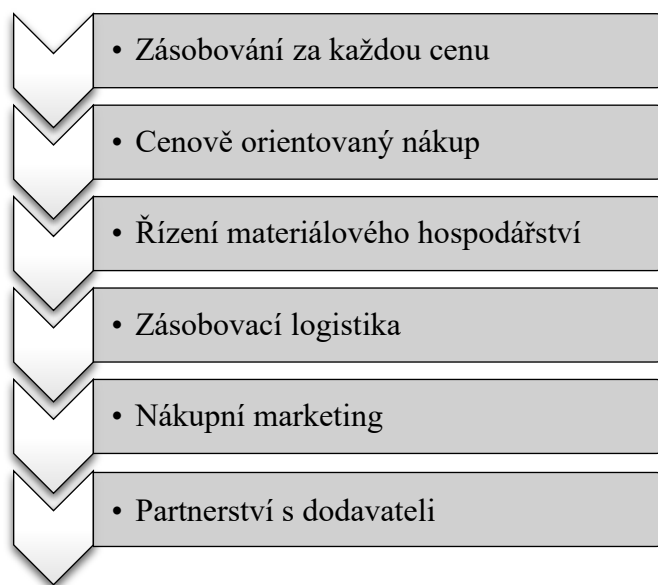 • Zásobování za každou cenu
• Cenově orientovaný nákup
• Řízení materiálového hospodářství
• Zásobovací logistika
• Nákupní marketing
• Partnerství s dodavateli